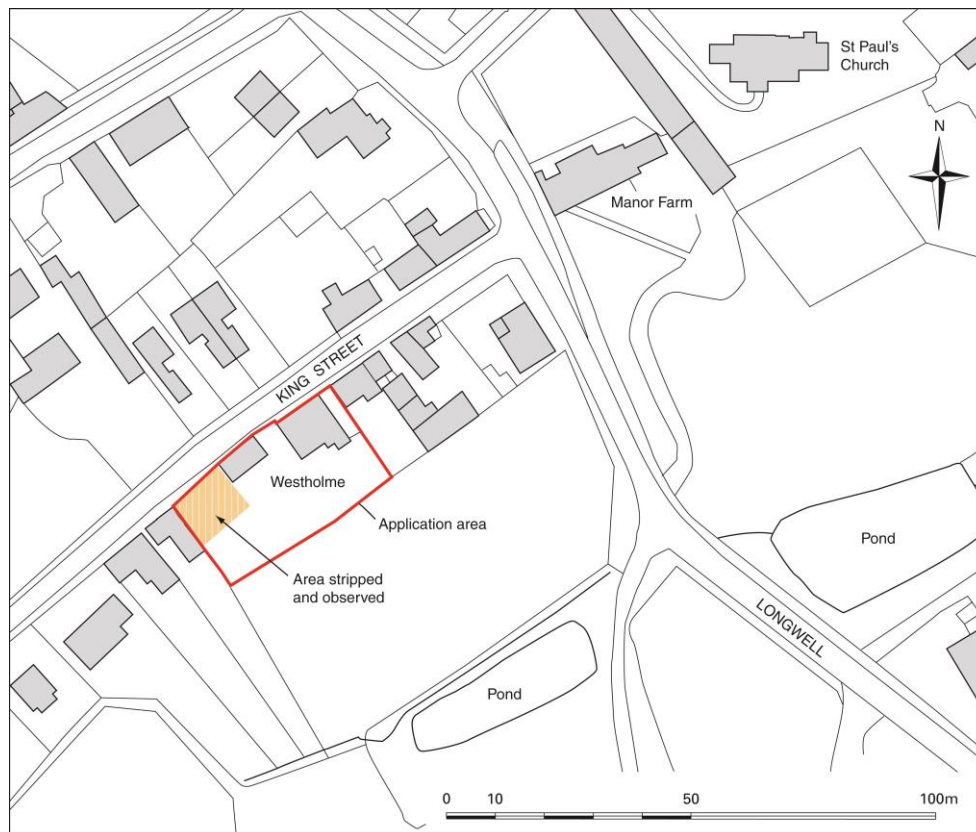 St Paul's
Church
N
Manor Farm
KING STREET
Westholme
Application area
Area stripped
and observed
Pond
LONGWELL
Pond
0 10 50 100m